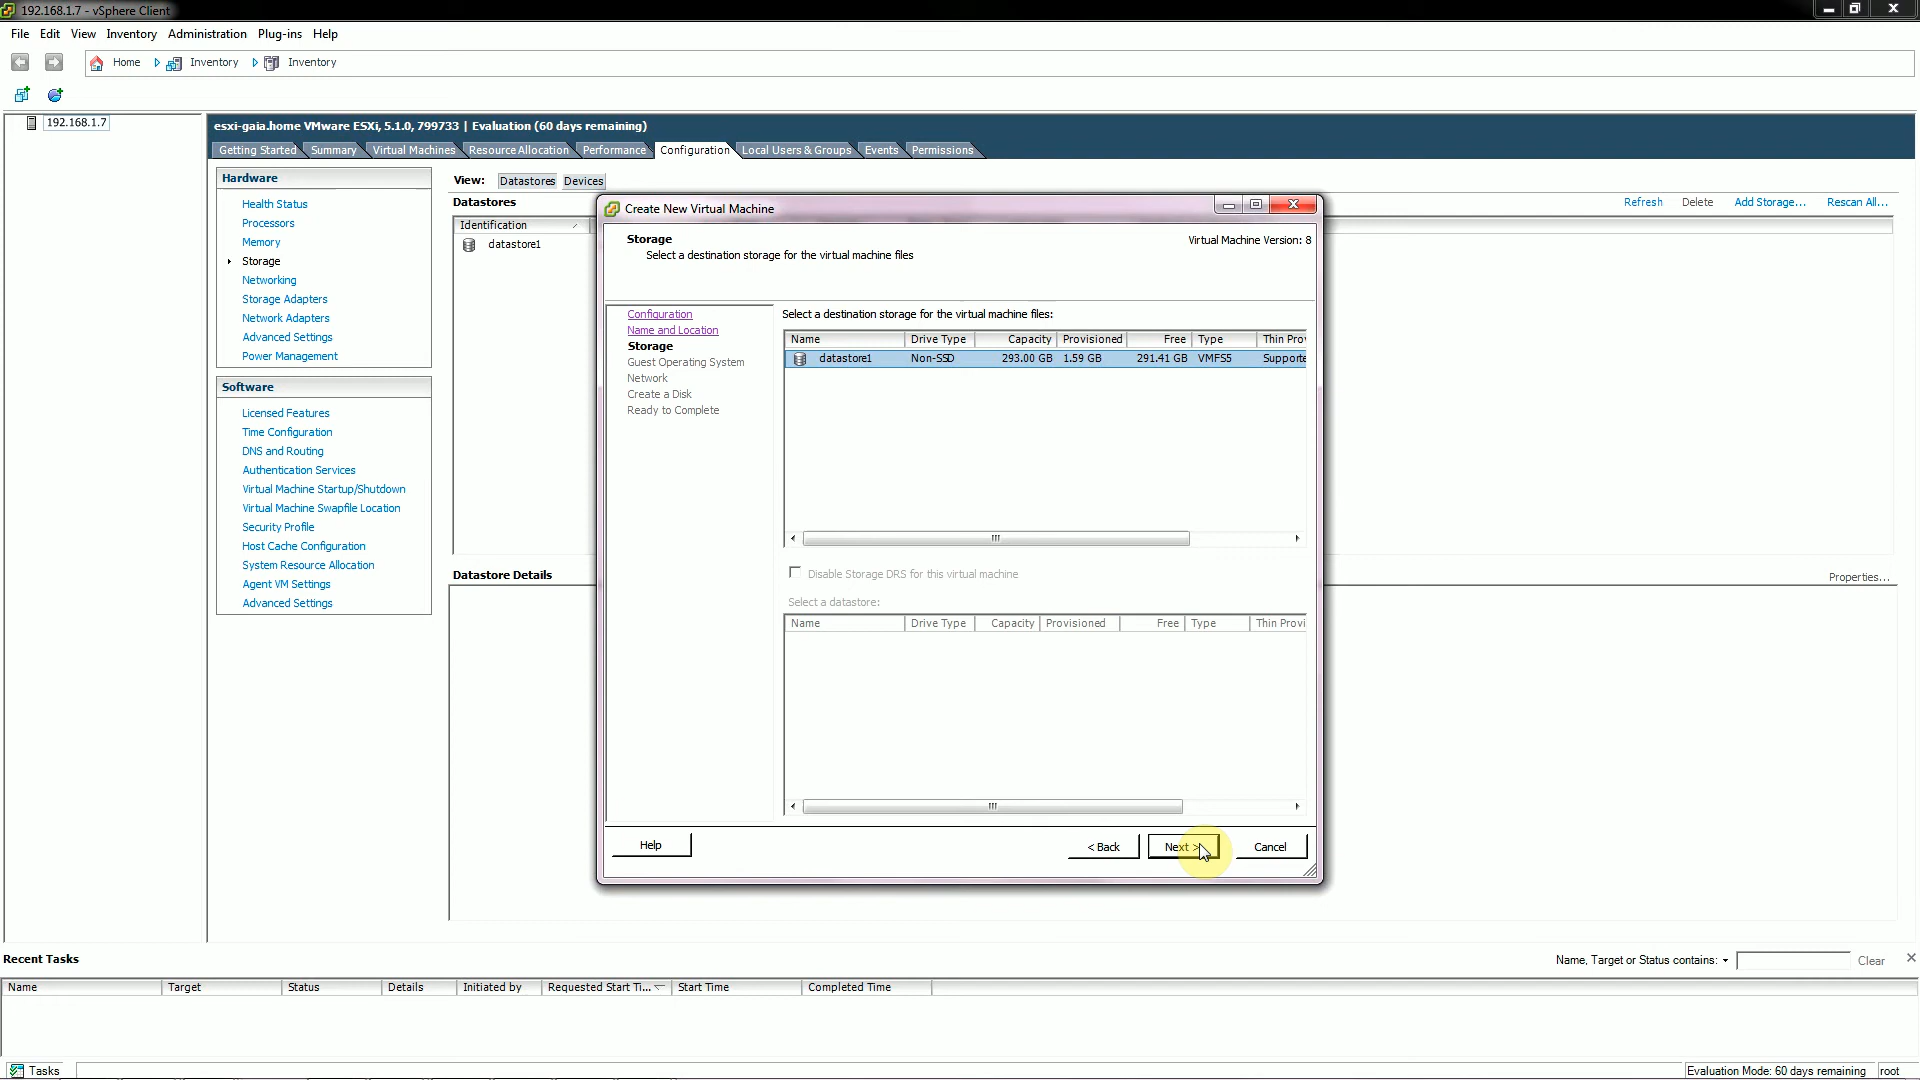 192.168.1.7 - vSphere Client
File Edit View Inventory Administration Plug-ins Help
Home Inventory Inventory
192.168.1.7
esxi-gaia.home VMware ESXi, 5.1.0, 799733 | Evaluation (60 days remaining)
Getting Started Summary Virtual Machines Resource Allocation Performance Configuration Local Users & Groups Events Permissions
Hardware
Health Status
Processors
Memory
Storage
Networking
Storage Adapters
Network Adapters
Advanced Settings
Power Management
Software
Licensed Features
Time Configuration
DNS and Routing
Authentication Services
Virtual Machine Startup/Shutdown
Virtual Machine Swapfile Location
Security Profile
Host Cache Configuration
System Resource Allocation
Agent VM Settings
Advanced Settings
View: Datastores Devices
Datastores
Refresh Delete Add Storage... Rescan All...
Identification
datastore1
Datastore Details
Properties...
Create New Virtual Machine
Storage
Select a destination storage for the virtual machine files
Virtual Machine Version: 8
Configuration
Name and Location
Storage
Guest Operating System
Network
Create a Disk
Ready to Complete
Select a destination storage for the virtual machine files:
Name Drive Type Capacity Provisioned Free Type Thin Prov
datastore1 Non-SSD 293.00 GB 1.59 GB 291.41 GB VMFS5 Supporte
Disable Storage DRS for this virtual machine
Select a datastore:
Name Drive Type Capacity Provisioned Free Type Thin Provi
Help < Back Next > Cancel
Recent Tasks
Name, Target or Status contains: Clear
Name Target Status Details Initiated by Requested Start Ti... Start Time Completed Time
Tasks
Evaluation Mode: 60 days remaining root